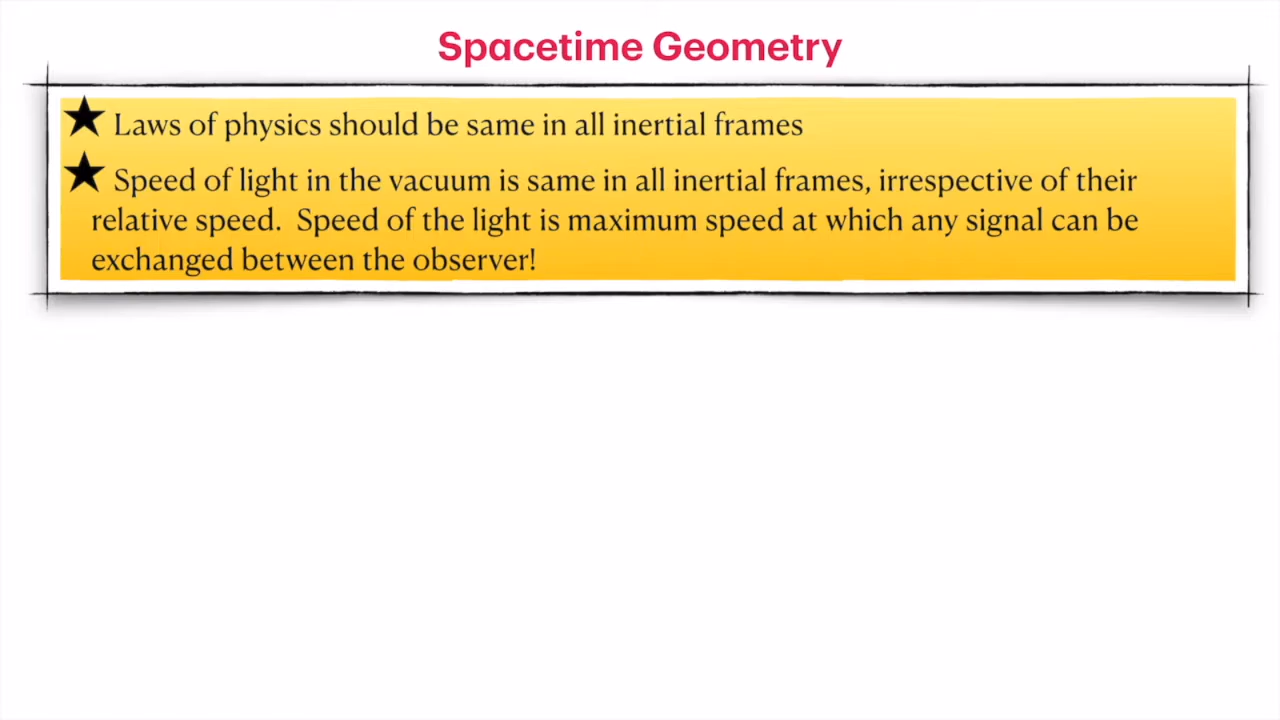 Spacetime Geometry
★ Laws of physics should be same in all inertial frames
★ Speed of light in the vacuum is same in all inertial frames, irrespective of their
relative speed. Speed of the light is maximum speed at which any signal can be
exchanged between the observer!